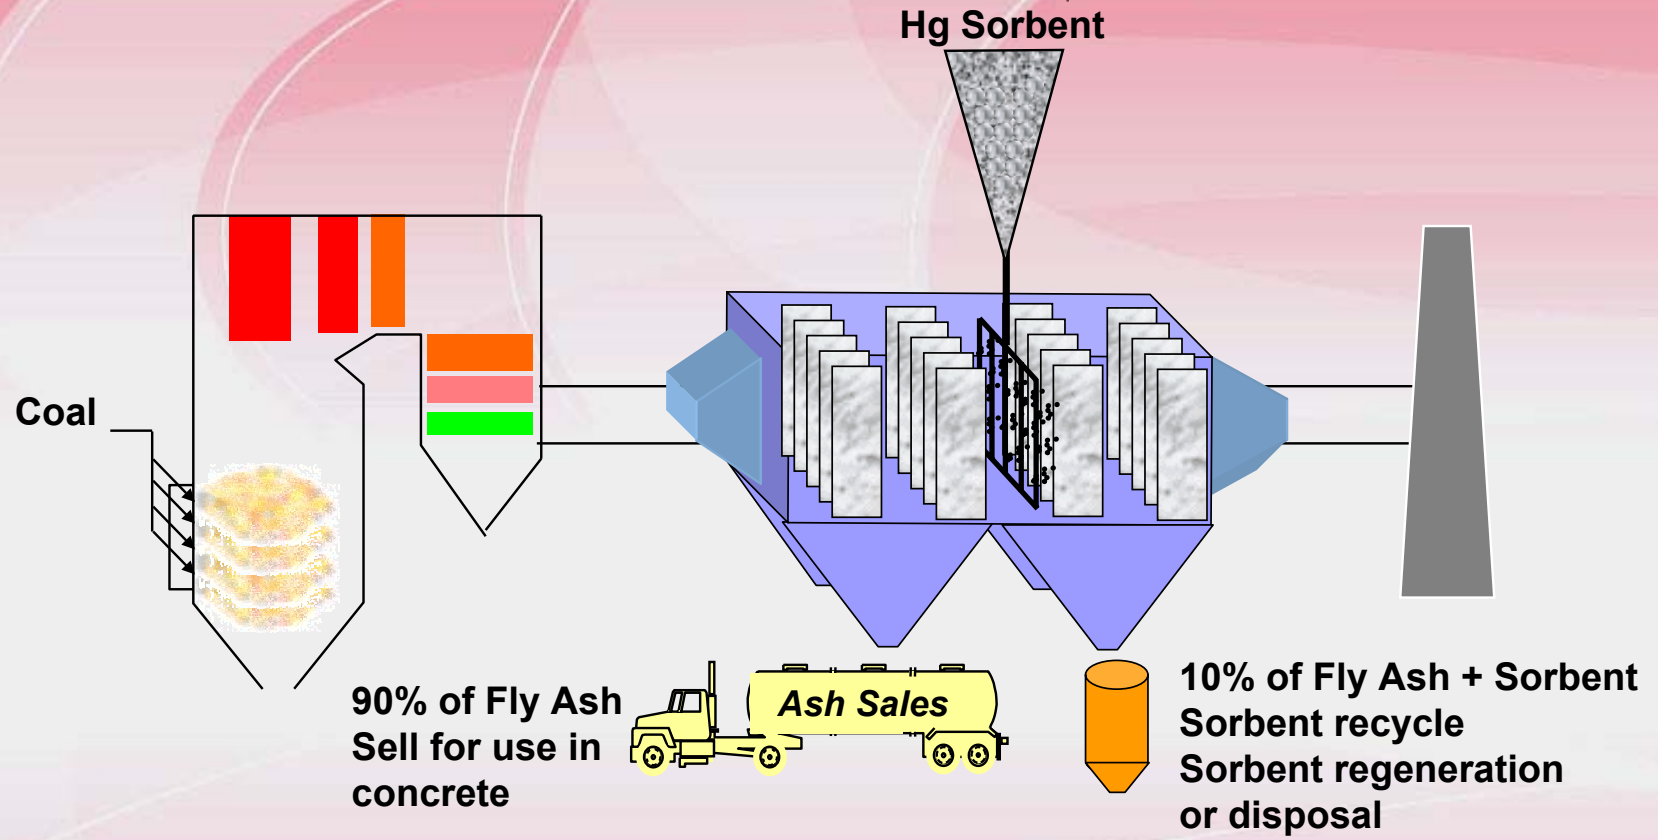 Hg Sorbent
Coal
90% of Fly Ash
Sell for use in
concrete
Ash Sales
10% of Fly Ash + Sorbent
Sorbent recycle
Sorbent regeneration
or disposal